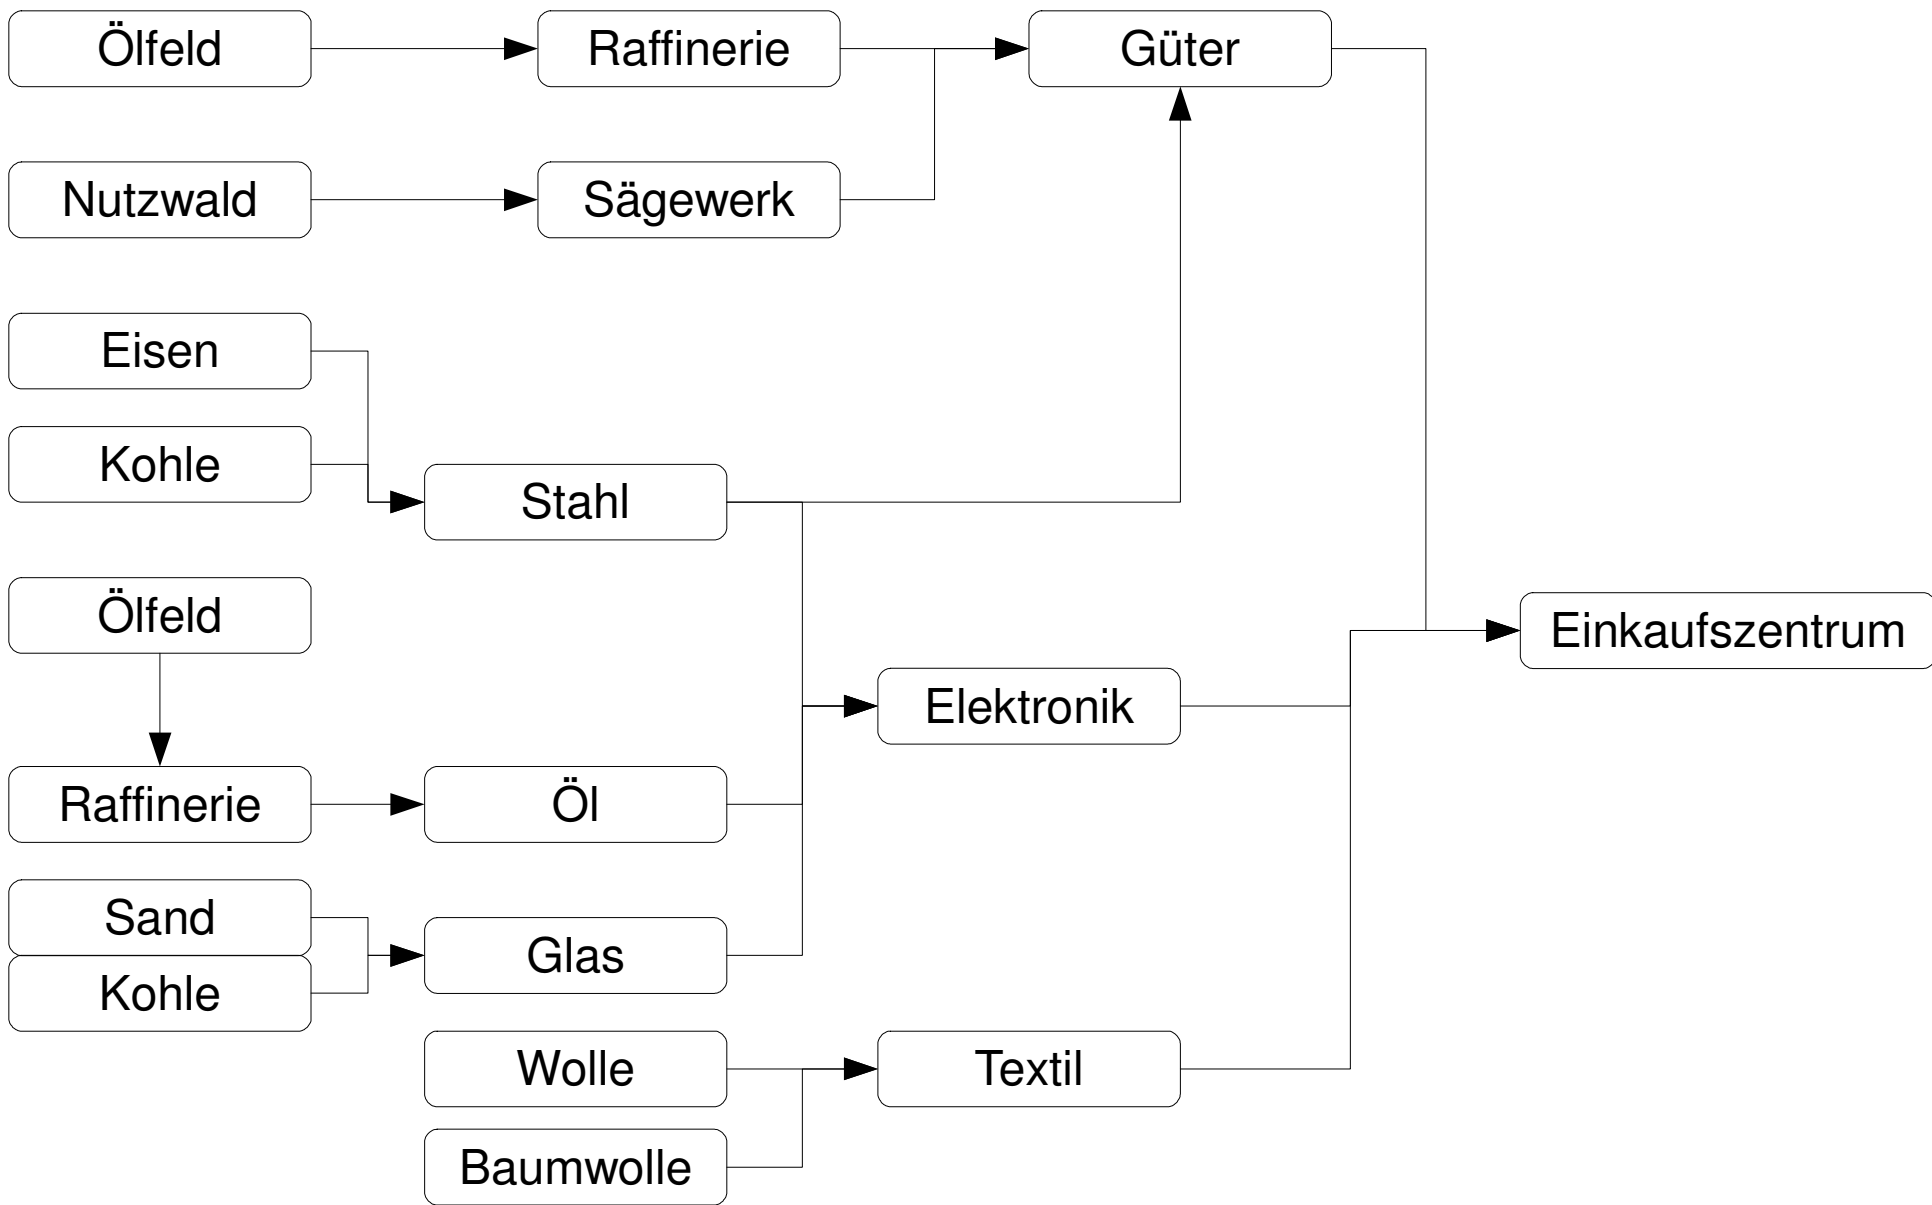 Ölfeld
Raffinerie
Güter
Nutzwald
Sägewerk
Eisen
Kohle
Stahl
Ölfeld
Einkaufszentrum
Elektronik
Raffinerie
Öl
Sand
Glas
Kohle
Wolle
Textil
Baumwolle